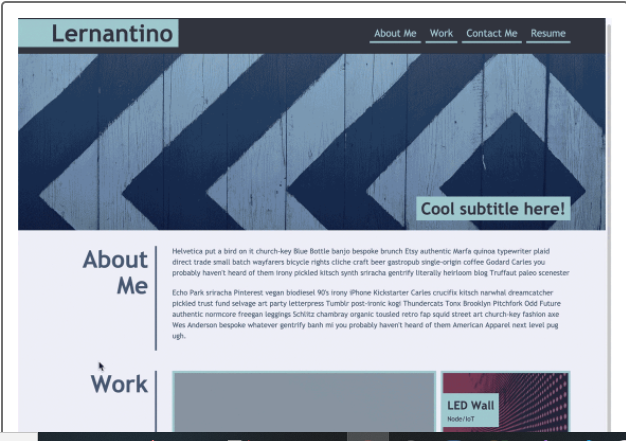 Lernantino
About Me Work Contact Me Resume
Cool subtitle here!
About
Me
Helvetica put a bird on it church-key Blue Bottle banjo bespoke brunch Etsy authentic Marfa quinoa typewriter plaid
direct trade small batch wayfarers bicycle rights cliche craft beer gastropub single-origin coffee Godard Carles you
probably haven't heard of them irony pickled kitsch synth sriracha gentrify literally heirloom blog Truffaut paleo scenester
Echo Park sriracha Pinterest vegan biodiesel 90's irony iPhone Kickstarter Carles crucifix kitsch narwhal dreamcatcher
pickled trust fund selvage art party letterpress Tumblr post-ironic kogi Thundercats Tonx Brooklyn Pitchfork Odd Future
authentic normcore freegan leggings Schlitz chambray organic tousled retro fap squid street art church-key fashion axe
Wes Anderson bespoke whatever gentrify banh mi you probably haven't heard of them American Apparel next level pug
ugh.
Work
LED Wall
Node/IoT